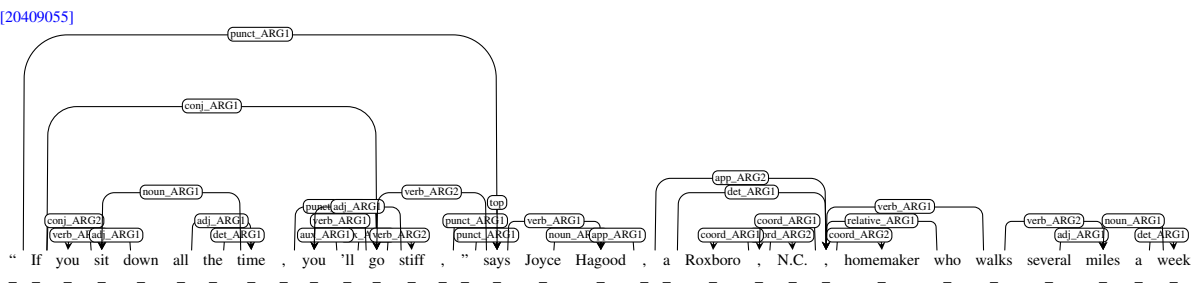 [20409055]
punct_ARG1
conj_ARG1
noun_ARG1 verb_ARG2 top app_ARG2 det_ARG1 verb_ARG1
conj_ARG2 adj_ARG1 adj_ARG1 verb_ARG1 punct_ARG1 verb_ARG1 coord_ARG1 relative_ARG1 verb_ARG2 noun_ARG1
adj_ARG1 det_ARG1 aux_ARG1 verb_ARG2 punct_ARG1 app_ARG1 coord_ARG1 coord_ARG2 adj_ARG1 det_ARG1
“ If you sit down all the time , you 'll go stiff , ” says Joyce Hagood , a Roxboro , N.C. , homemaker who walks several miles a week
_ _ _ _ _ _ _ _ _ _ _ _ _ _ _ _ _ _ _ _ _ _ _ _ _ _ _ _ _ _